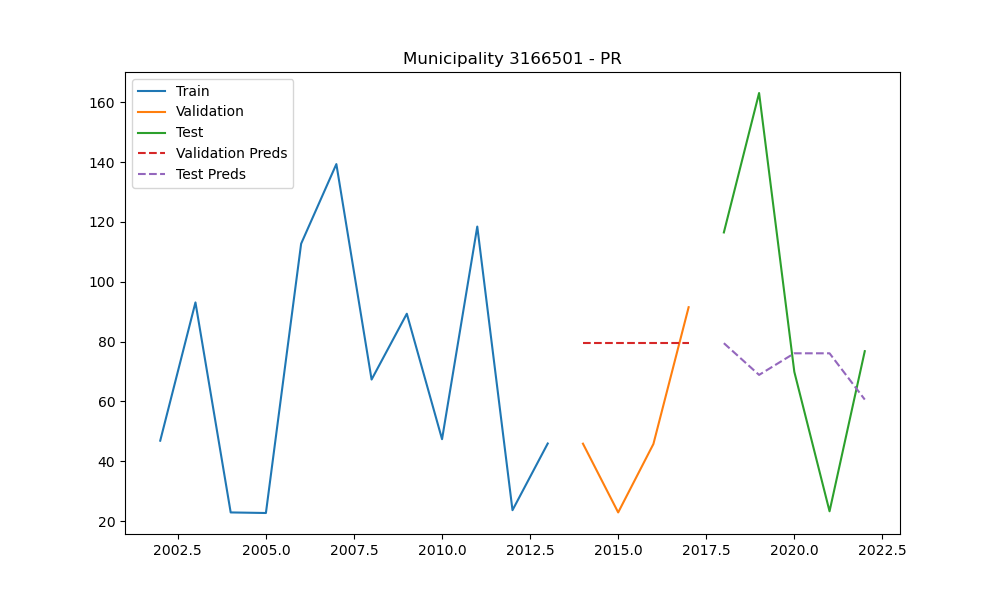 Municipality 3166501 - PR
Train
Validation
Test
Validation Preds
Test Preds
160
140
120
100
80
60
40
20
2002.5 2005.0 2007.5 2010.0 2012.5 2015.0 2017.5 2020.0 2022.5